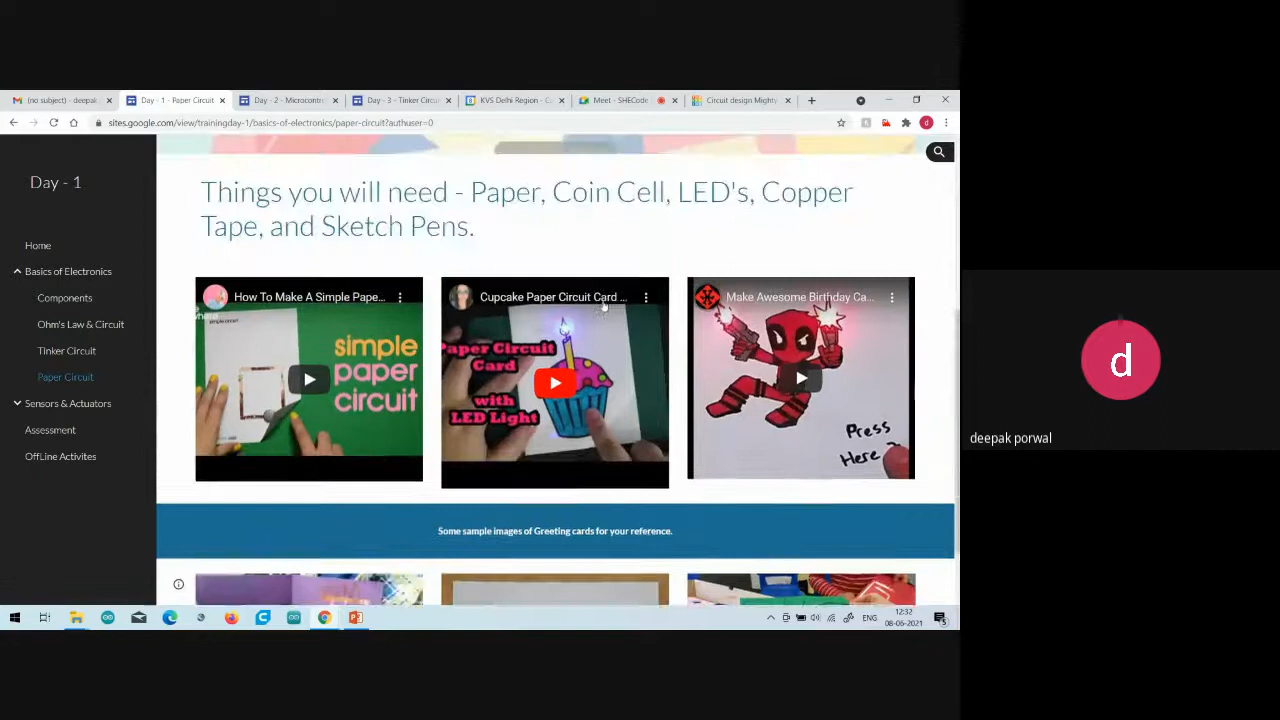 (no subject) - deepak
Day - 1 - Paper Circuit
Day - 2 - Microcontr
Day - 3 - Tinker Circui
KVS Delhi Region - C
Meet - SHECode
Circuit design Mighty
sites.google.com/view/trainingday-1/basics-of-electronics/paper-circuit?authuser=0
Day - 1
Home
Basics of Electronics
Components
Ohm's Law & Circuit
Tinker Circuit
Paper Circuit
Sensors & Actuators
Assessment
OffLine Activites
Things you will need - Paper, Coin Cell, LED's, Copper
Tape, and Sketch Pens.
How To Make A Simple Pape...
simple
paper
circuit
Cupcake Paper Circuit Card ...
Paper Circuit
Card
with
LED Light
Make Awesome Birthday Ca...
Press
Here
Some sample images of Greeting cards for your reference.
ENG
12:32
08-06-2021
d
deepak porwal